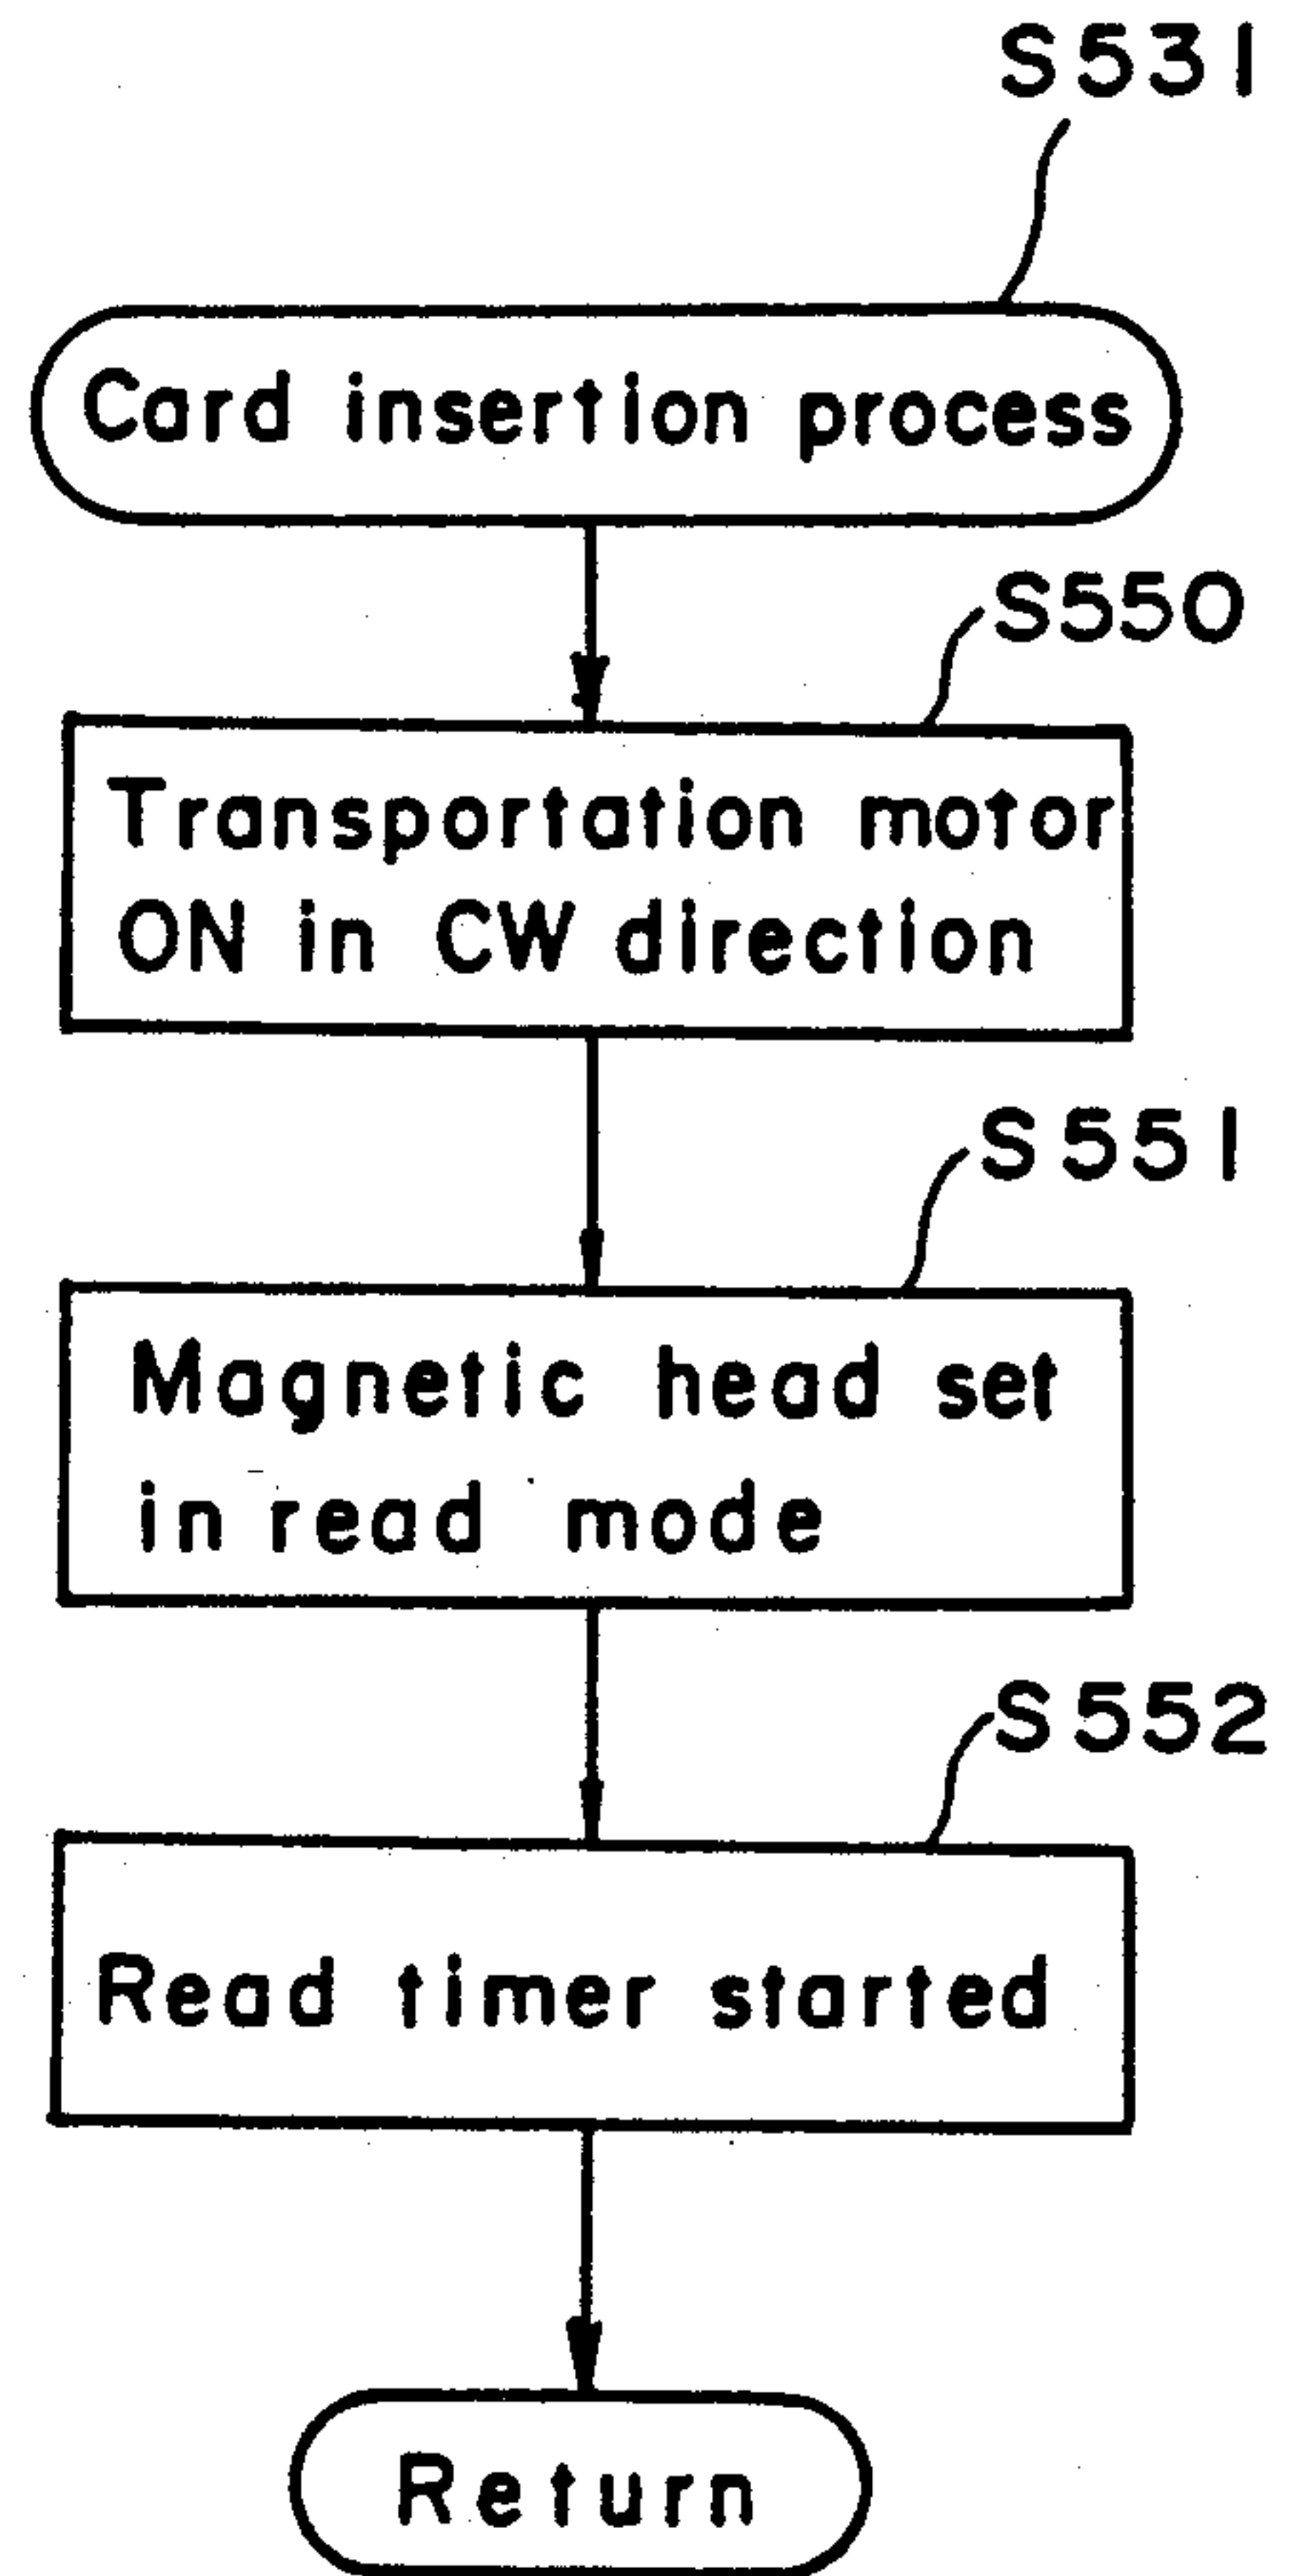 S531
Card insertion process
S550
Transportation motor
ON in CW direction
S551
Magnetic head set
in read mode
S552
Read timer started
Return